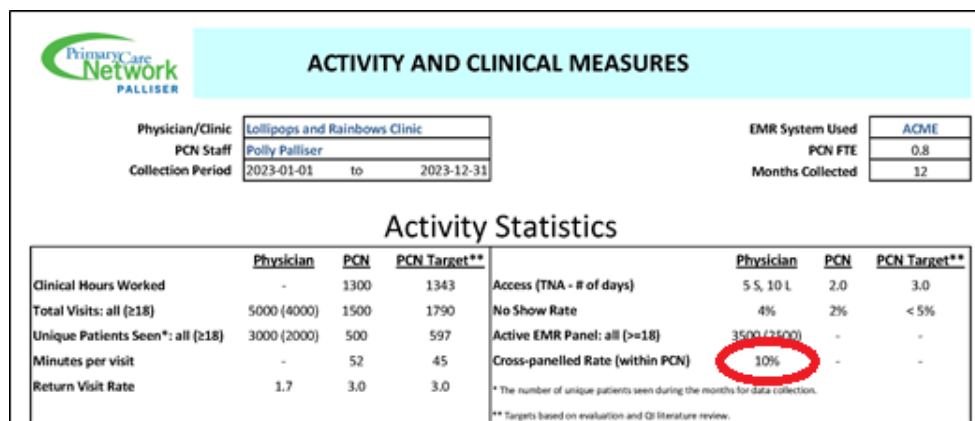 PrimaryCare
Network
PALLISER
ACTIVITY AND CLINICAL MEASURES
Physician/Clinic Lollipops and Rainbows Clinic EMR System Used ACME
PCN Staff Polly Palliser PCN FTE 0.8
Collection Period 2023-01-01 to 2023-12-31 Months Collected 12
Activity Statistics
Physician PCN PCN Target** Physician PCN PCN Target**
Clinical Hours Worked - 1300 1343 Access (TNA - # of days) 5 S, 10 L 2.0 3.0
Total Visits: all (≥18) 5000 (4000) 1500 1790 No Show Rate 4% 2% < 5%
Unique Patients Seen*: all (≥18) 3000 (2000) 500 597 Active EMR Panel: all (>=18) 3500 (2500) - -
Minutes per visit - 52 45 Cross-panelled Rate (within PCN) 10% - -
Return Visit Rate 1.7 3.0 3.0 * The number of unique patients seen during the months for data collection.
** Targets based on evaluation and QI literature review.